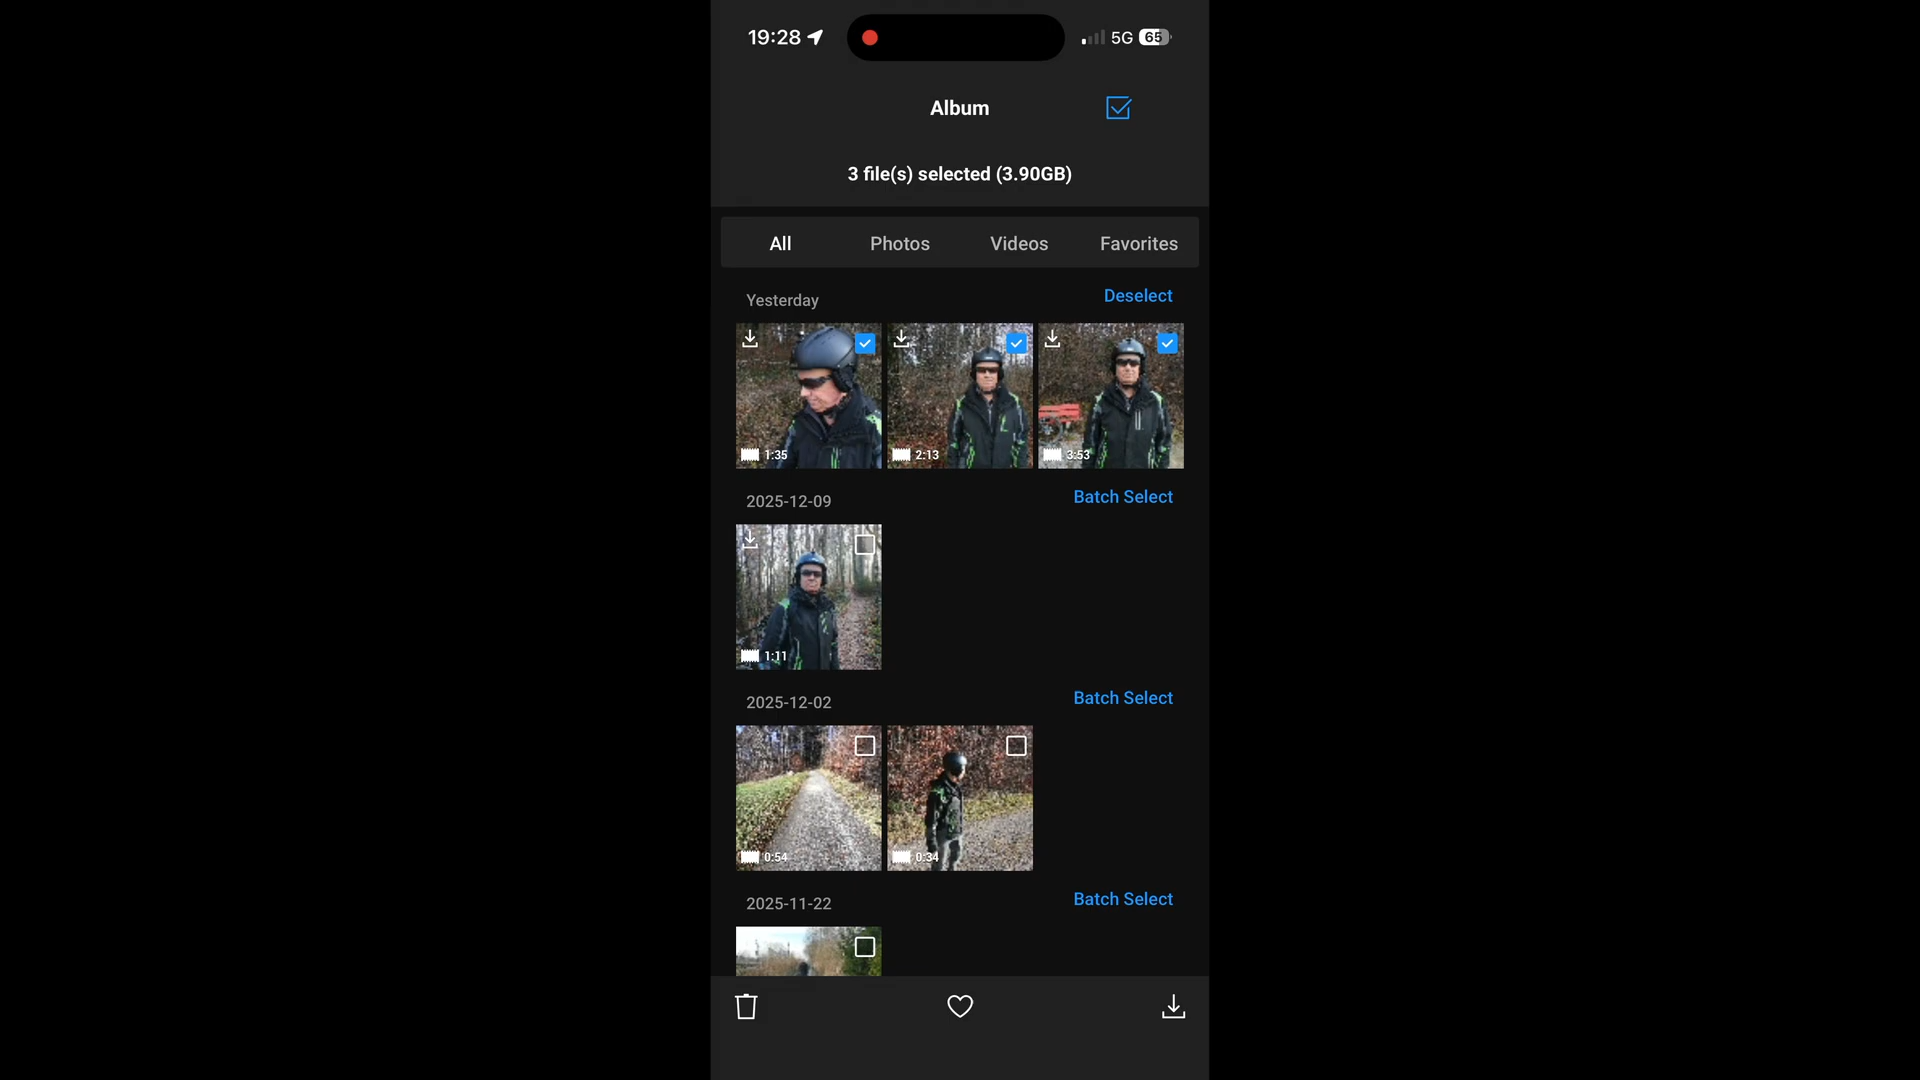 19:28 5G 65
Album
3 file(s) selected (3.90GB)
All Photos Videos Favorites
Yesterday Deselect
1:35 2:13 3:53
2025-12-09 Batch Select
1:11
2025-12-02 Batch Select
0:54 0:34
2025-11-22 Batch Select